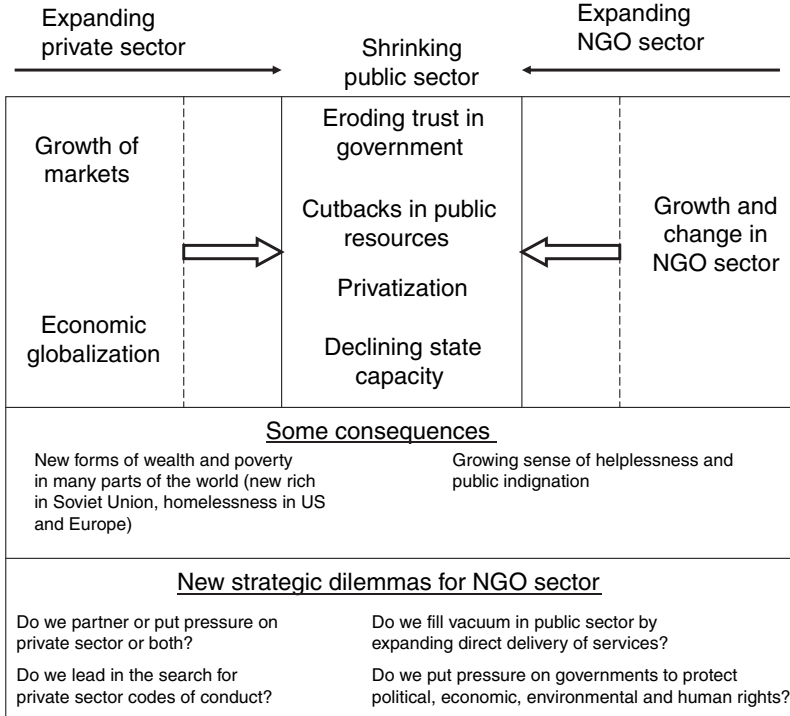 Expanding
private sector
Shrinking
public sector
Expanding
NGO sector
Growth of
markets
Economic
globalization
Eroding trust in
government
Cutbacks in public
resources
Privatization
Declining state
capacity
Growth and
change in
NGO sector
Some consequences
New forms of wealth and poverty
in many parts of the world (new rich
in Soviet Union, homelessness in US
and Europe)
Growing sense of helplessness and
public indignation
New strategic dilemmas for NGO sector
Do we partner or put pressure on
private sector or both?
Do we fill vacuum in public sector by
expanding direct delivery of services?
Do we lead in the search for
private sector codes of conduct?
Do we put pressure on governments to protect
political, economic, environmental and human rights?